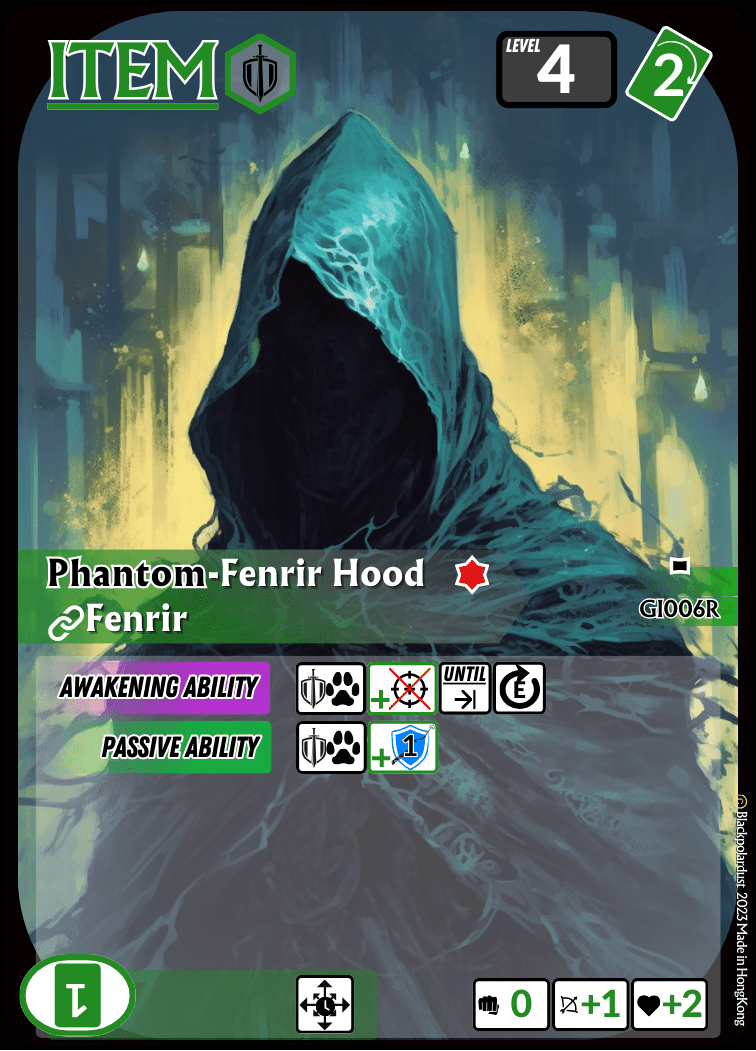 ITEM
LEVEL
4
2
Phantom-Fenrir Hood
Fenrir
GI006R
AWAKENING ABILITY
+
UNTIL
E
PASSIVE ABILITY
+1
© Blackpolardust 2023 Made in HongKong
1
0
+1
+2